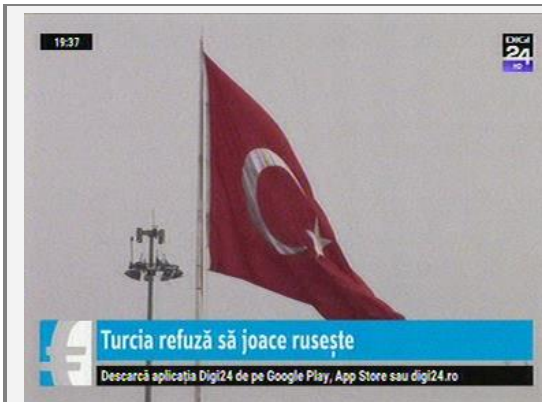 19:37
DIGI
24
HD
Turcia refuză să joace rusește
Descarcă aplicația Digi24 de pe Google Play, App Store sau digi24.ro